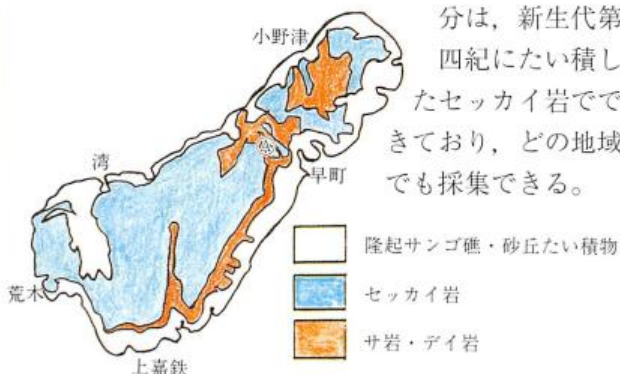 分は，新生代第
四紀にたい積し
たセッカイ岩でで
きており，どの地域
でも採集できる。
小野津
湾
早町
荒木
上嘉鉄
隆起サンゴ礁・砂丘たい積物
セッカイ岩
サ岩・デイ岩